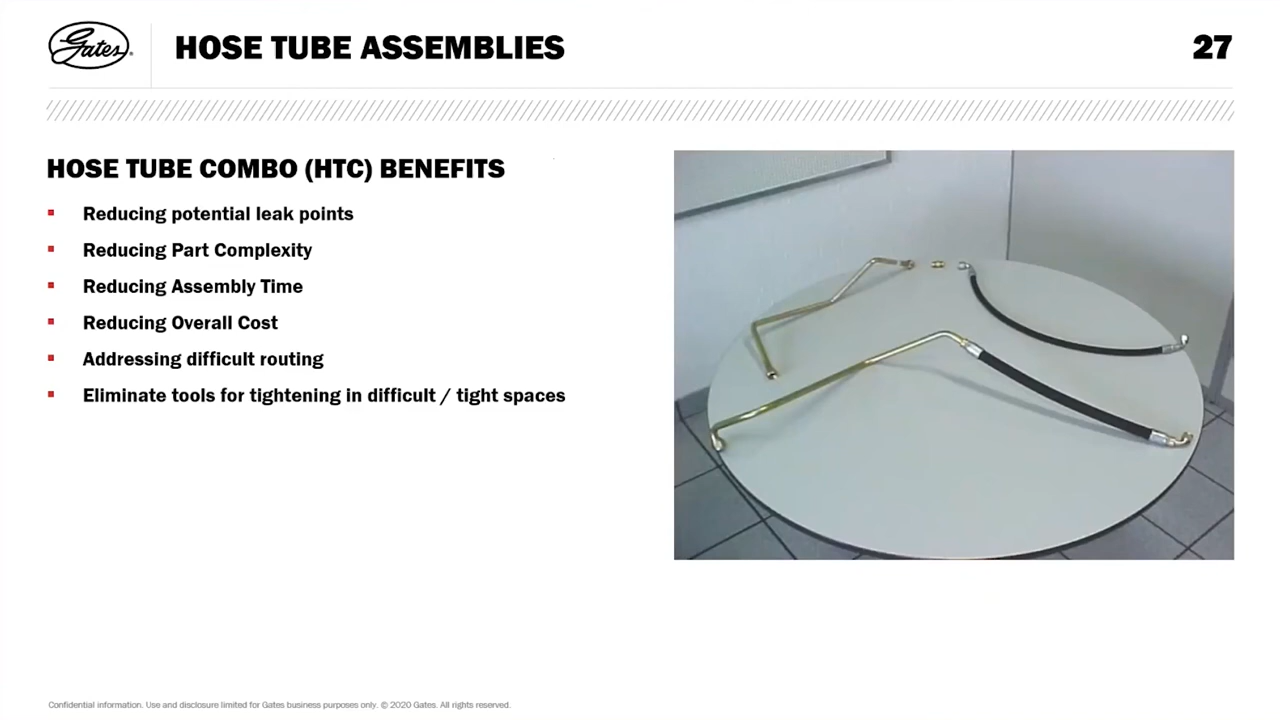 Gates
HOSE TUBE ASSEMBLIES
27
HOSE TUBE COMBO (HTC) BENEFITS
Reducing potential leak points
Reducing Part Complexity
Reducing Assembly Time
Reducing Overall Cost
Addressing difficult routing
Eliminate tools for tightening in difficult / tight spaces
Confidential information. Use and disclosure limited for Gates business purposes only. © 2020 Gates. All rights reserved.